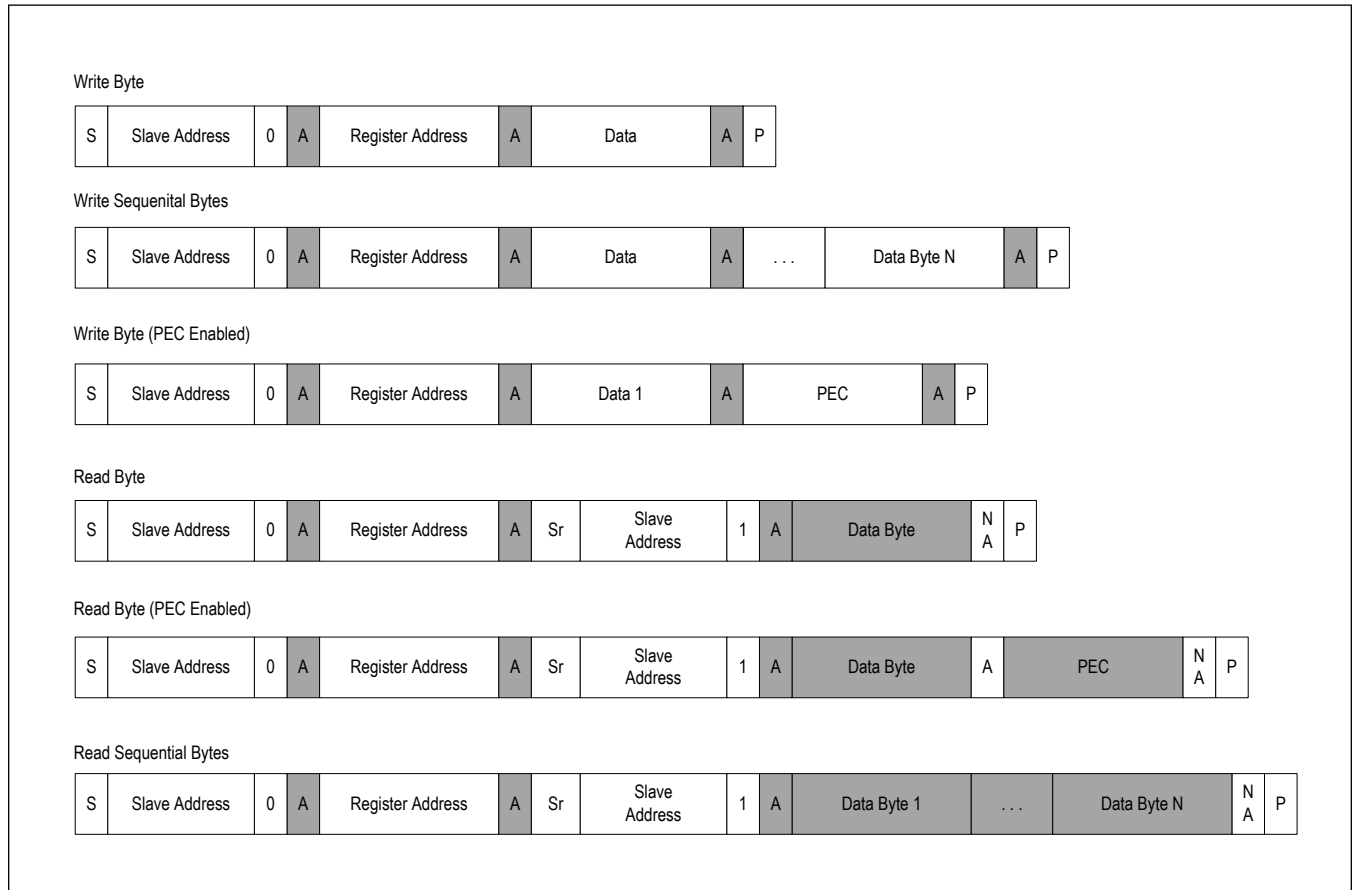 Write Byte
S Slave Address 0 A Register Address A Data A P
Write Sequenital Bytes
S Slave Address 0 A Register Address A Data A . . . Data Byte N A P
Write Byte (PEC Enabled)
S Slave Address 0 A Register Address A Data 1 A PEC A P
Read Byte
S Slave Address 0 A Register Address A Sr Slave Address 1 A Data Byte NA P
Read Byte (PEC Enabled)
S Slave Address 0 A Register Address A Sr Slave Address 1 A Data Byte A PEC NA P
Read Sequential Bytes
S Slave Address 0 A Register Address A Sr Slave Address 1 A Data Byte 1 . . . Data Byte N NA P